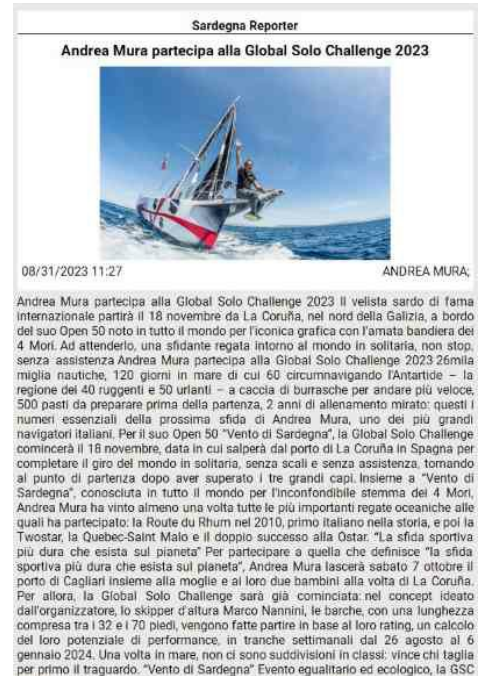 Sardegna Reporter
Andrea Mura partecipa alla Global Solo Challenge 2023
08/31/2023 11:27 ANDREA MURA;
Andrea Mura partecipa alla Global Solo Challenge 2023 Il velista sardo di fama
internazionale partirà il 18 novembre da La Coruña, nel nord della Galizia, a bordo
del suo Open 50 noto in tutto il mondo per l'iconica grafica con l'amata bandiera dei
4 Mori. Ad attenderlo, una sfidante regata intorno al mondo in solitaria, non stop,
senza assistenza Andrea Mura partecipa alla Global Solo Challenge 2023 26mila
miglia nautiche, 120 giorni in mare di cui 60 circumnavigando l'Antartide – la
regione dei 40 ruggenti e 50 urlanti – a caccia di burrasche per andare più veloce,
500 pasti da preparare prima della partenza, 2 anni di allenamento mirato: questi i
numeri essenziali della prossima sfida di Andrea Mura, uno dei più grandi
navigatori italiani. Per il suo Open 50 "Vento di Sardegna", la Global Solo Challenge
comincerà il 18 novembre, data in cui salperà dal porto di La Coruña in Spagna per
completare il giro del mondo in solitaria, senza scali e senza assistenza, tornando
al punto di partenza dopo aver superato i tre grandi capi. Insieme a "Vento di
Sardegna", conosciuta in tutto il mondo per l'inconfondibile stemma dei 4 Mori,
Andrea Mura ha vinto almeno una volta tutte le più importanti regate oceaniche alle
quali ha partecipato: la Route du Rhum nel 2010, primo italiano nella storia, e poi la
Twostar, la Quebec-Saint Malo e il doppio successo alla Ostar. "La sfida sportiva
più dura che esista sul pianeta" Per partecipare a quella che definisce "la sfida
sportiva più dura che esista sul pianeta", Andrea Mura lascerà sabato 7 ottobre il
porto di Cagliari insieme alla moglie e ai loro due bambini alla volta di La Coruña.
Per allora, la Global Solo Challenge sarà già cominciata: nel concept ideato
dall'organizzatore, lo skipper d'altura Marco Nannini, le barche, con una lunghezza
compresa tra i 32 e i 70 piedi, vengono fatte partire in base al loro rating, un calcolo
del loro potenziale di performance, in tranche settimanali dal 26 agosto al 6
gennaio 2024. Una volta in mare, non ci sono suddivisioni in classi: vince chi taglia
per primo il traguardo. "Vento di Sardegna" Evento egualitario ed ecologico, la GSC